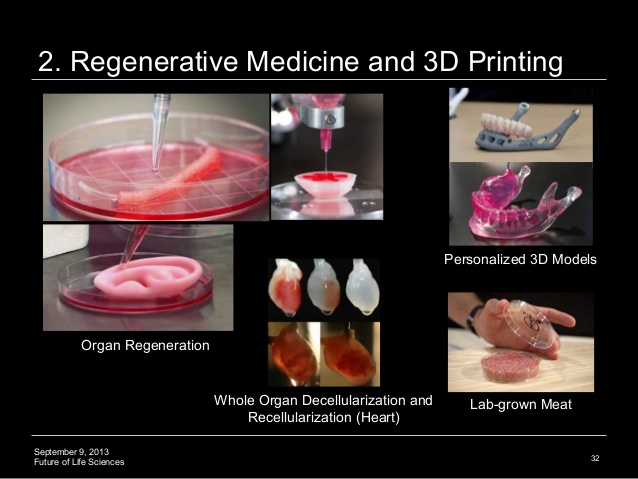 2. Regenerative Medicine and 3D Printing
Personalized 3D Models
Organ Regeneration
Whole Organ Decellularization and
Recellularization (Heart)
Lab-grown Meat
September 9, 2013
Future of Life Sciences
32